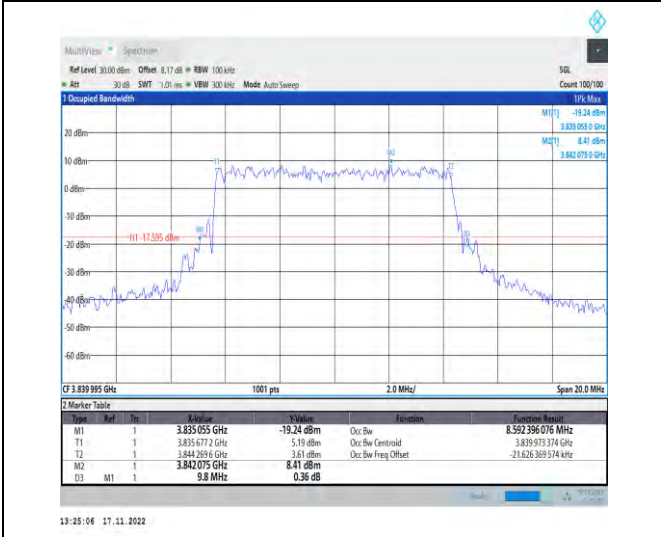 MultiView Spectrum
Ref Level 30.00 dBm Offset 8.17 dB RBW 100 kHz SGL
Att 30 dB SWT 1.01 ms VBW 300 kHz Mode Auto Sweep Count 100/100
1 Occupied Bandwidth 1Pk Max
M1[1] -19.24 dBm
3.835 055 0 GHz
M2[1] 8.41 dBm
3.842 075 0 GHz
20 dBm
M2
10 dBm
T1 T2
0 dBm
-10 dBm
M1 D3
H1 -17.595 dBm
-20 dBm
-30 dBm
-40 dBm
-50 dBm
-60 dBm
CF 3.839 995 GHz 1001 pts 2.0 MHz/ Span 20.0 MHz
2 Marker Table
Type Ref Trc X-Value Y-Value Function Function Result
M1 1 3.835 055 GHz -19.24 dBm Occ Bw 8.592 396 076 MHz
T1 1 3.835 677 2 GHz 5.19 dBm Occ Bw Centroid 3.839 973 374 GHz
T2 1 3.844 269 6 GHz 3.61 dBm Occ Bw Freq Offset -21.626 369 574 kHz
M2 1 3.842 075 GHz 8.41 dBm
D3 M1 1 9.8 MHz 0.36 dB
13:25:06 17.11.2022